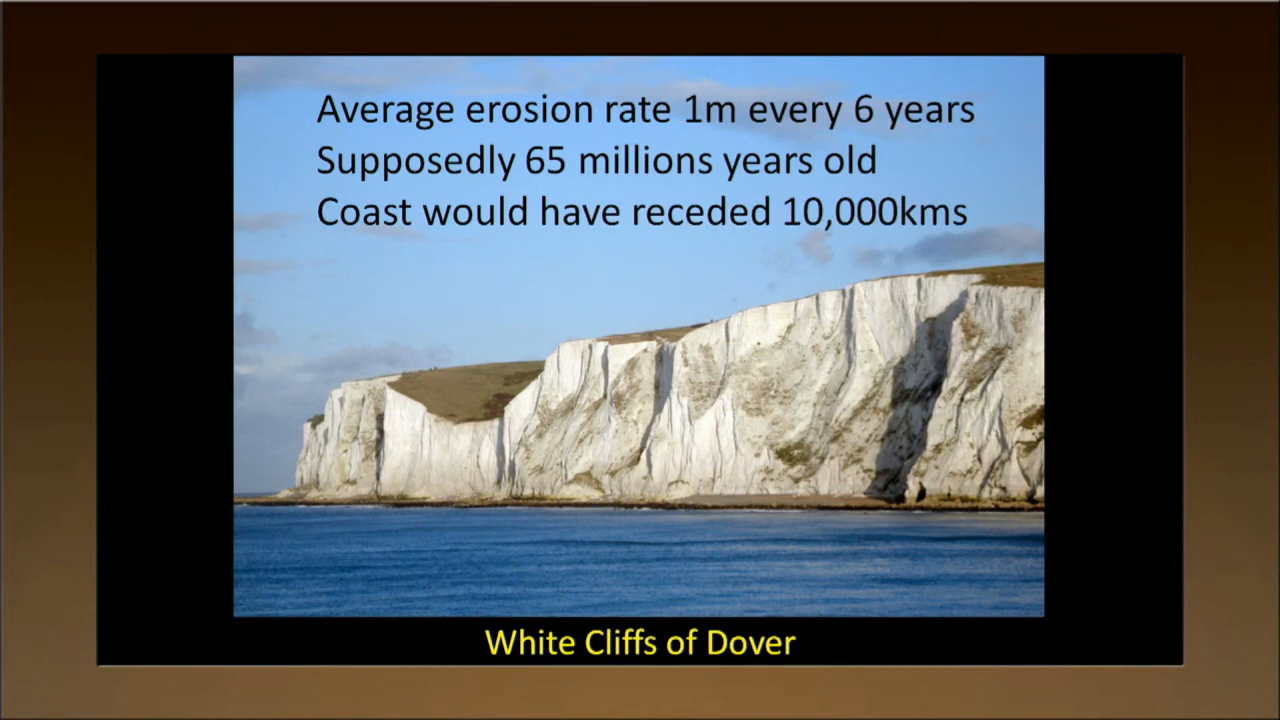 Average erosion rate 1m every 6 years
Supposedly 65 millions years old
Coast would have receded 10,000kms
White Cliffs of Dover